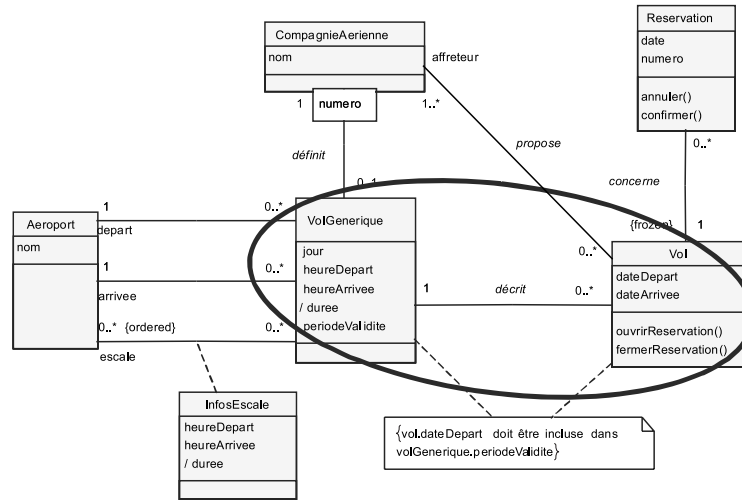 Reservation
date
numero
annuler()
confirmer()
CompagnieAerienne
nom
affreteur
1
numero
1..*
0..*
propose
définit
concerne
0..1
1
0..*
Aeroport
nom
depart
VolGenerique
jour
heureDepart
heureArrivee
/ duree
periodeValidite
{frozen}
1
0..*
Vol
dateDepart
dateArrivee
ouvrirReservation()
fermerReservation()
1
0..*
arrivee
1
décrit
0..*
0..*
{ordered}
0..*
escale
InfosEscale
heureDepart
heureArrivee
/ duree
{vol.dateDepart doit être incluse dans
volGenerique.periodeValidite}